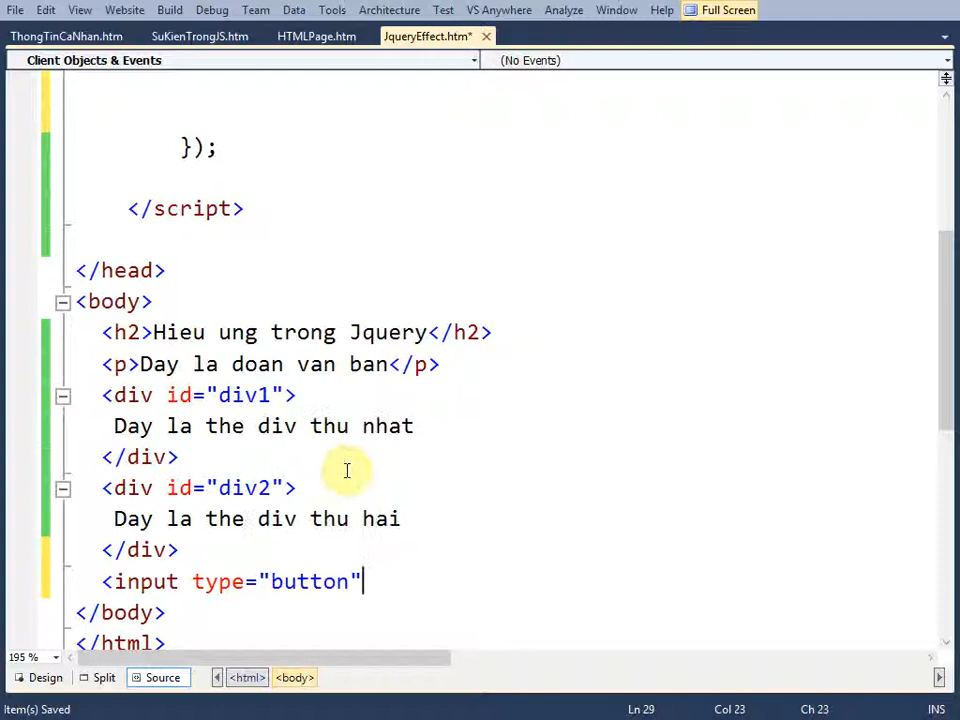 File Edit View Website Build Debug Team Data Tools Architecture Test VS Anywhere Analyze Window Help Full Screen
ThongTinCaNhan.htm SuKienTrongJS.htm HTMLPage.htm JqueryEffect.htm*
Client Objects & Events (No Events)
});
</script>
</head>
<body>
<h2>Hieu ung trong Jquery</h2>
<p>Day la doan van ban</p>
<div id="div1">
Day la the div thu nhat
</div>
<div id="div2">
Day la the div thu hai
</div>
<input type="button"
</body>
</html>
195 %
Design Split Source <html> <body>
Item(s) Saved Ln 29 Col 23 Ch 23 INS